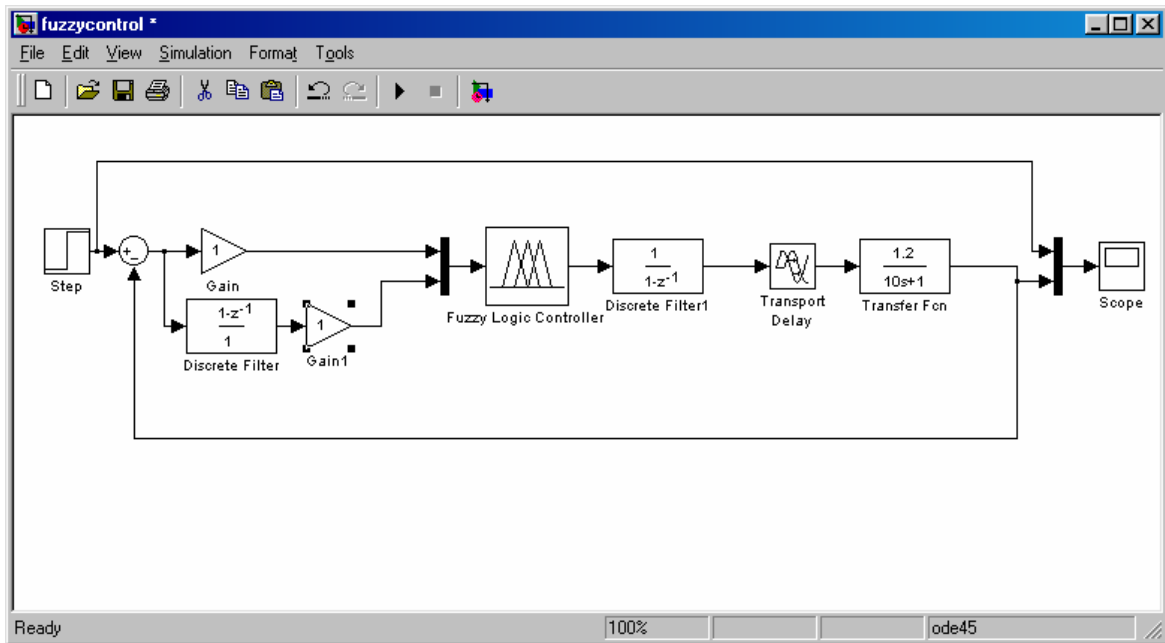 fuzzycontrol *
File Edit View Simulation Format Tools
Step
+
-
1
Gain
1-z-1
1
Discrete Filter
1
Gain1
Fuzzy Logic Controller
1
1-z-1
Discrete Filter1
Transport
Delay
1.2
10s+1
Transfer Fcn
Scope
Ready 100% ode45